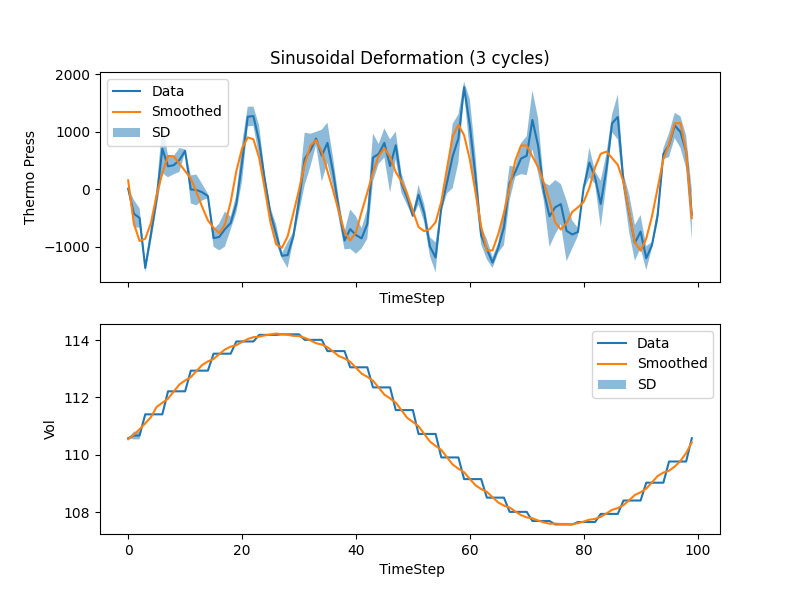 Sinusoidal Deformation (3 cycles)
Thermo Press
2000
1000
0
−1000
Data
Smoothed
SD
TimeStep
Vol
114
112
110
108
Data
Smoothed
SD
0
20
40
60
80
100
TimeStep